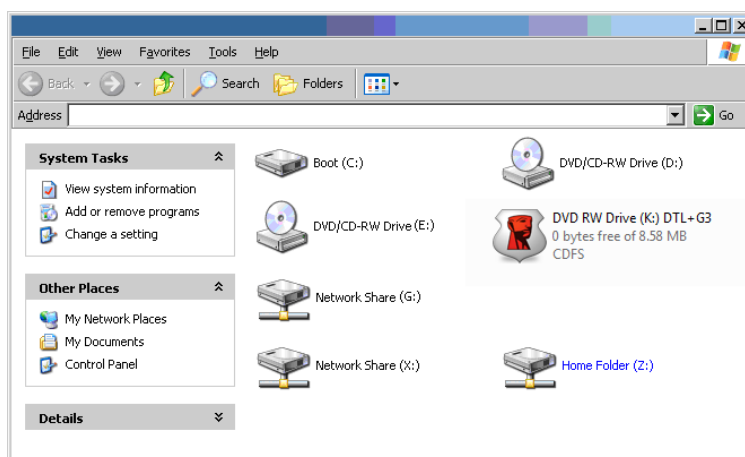 File Edit View Favorites Tools Help
Back Search Folders
Address Go
System Tasks
View system information
Add or remove programs
Change a setting
Other Places
My Network Places
My Documents
Control Panel
Details
Boot (C:)
DVD/CD-RW Drive (D:)
DVD/CD-RW Drive (E:)
DVD RW Drive (K:) DTL+G3
0 bytes free of 8.58 MB
CDFS
Network Share (G:)
Network Share (X:)
Home Folder (Z:)